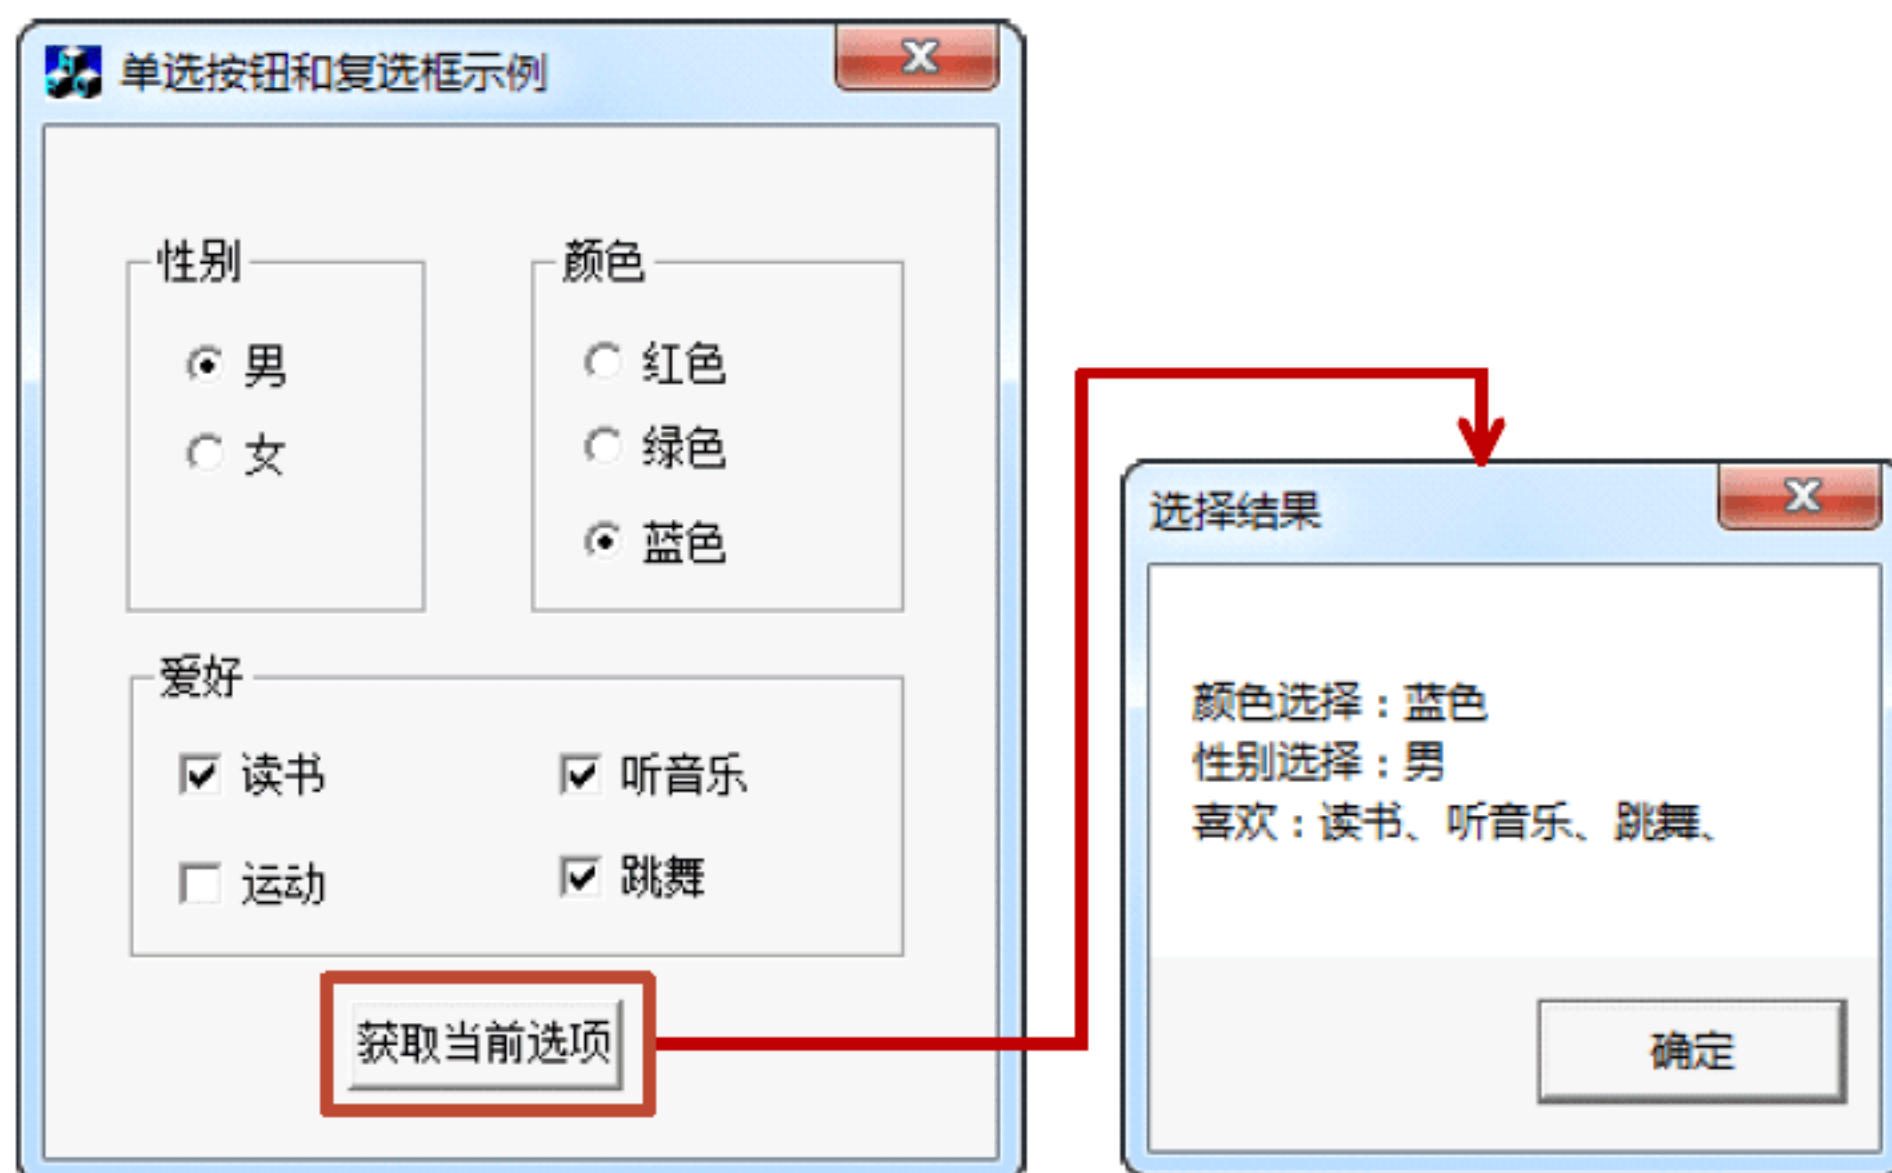 单选按钮和复选框示例
性别
男
女
颜色
红色
绿色
蓝色
爱好
读书
听音乐
运动
跳舞
获取当前选项
选择结果
颜色选择：蓝色
性别选择：男
喜欢：读书、听音乐、跳舞、
确定